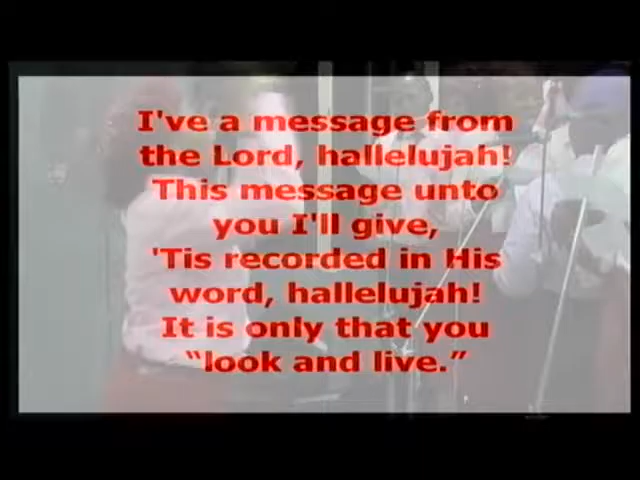 I've a message from
the Lord, hallelujah!
This message unto
you I'll give,
'Tis recorded in His
word, hallelujah!
It is only that you
“look and live.”